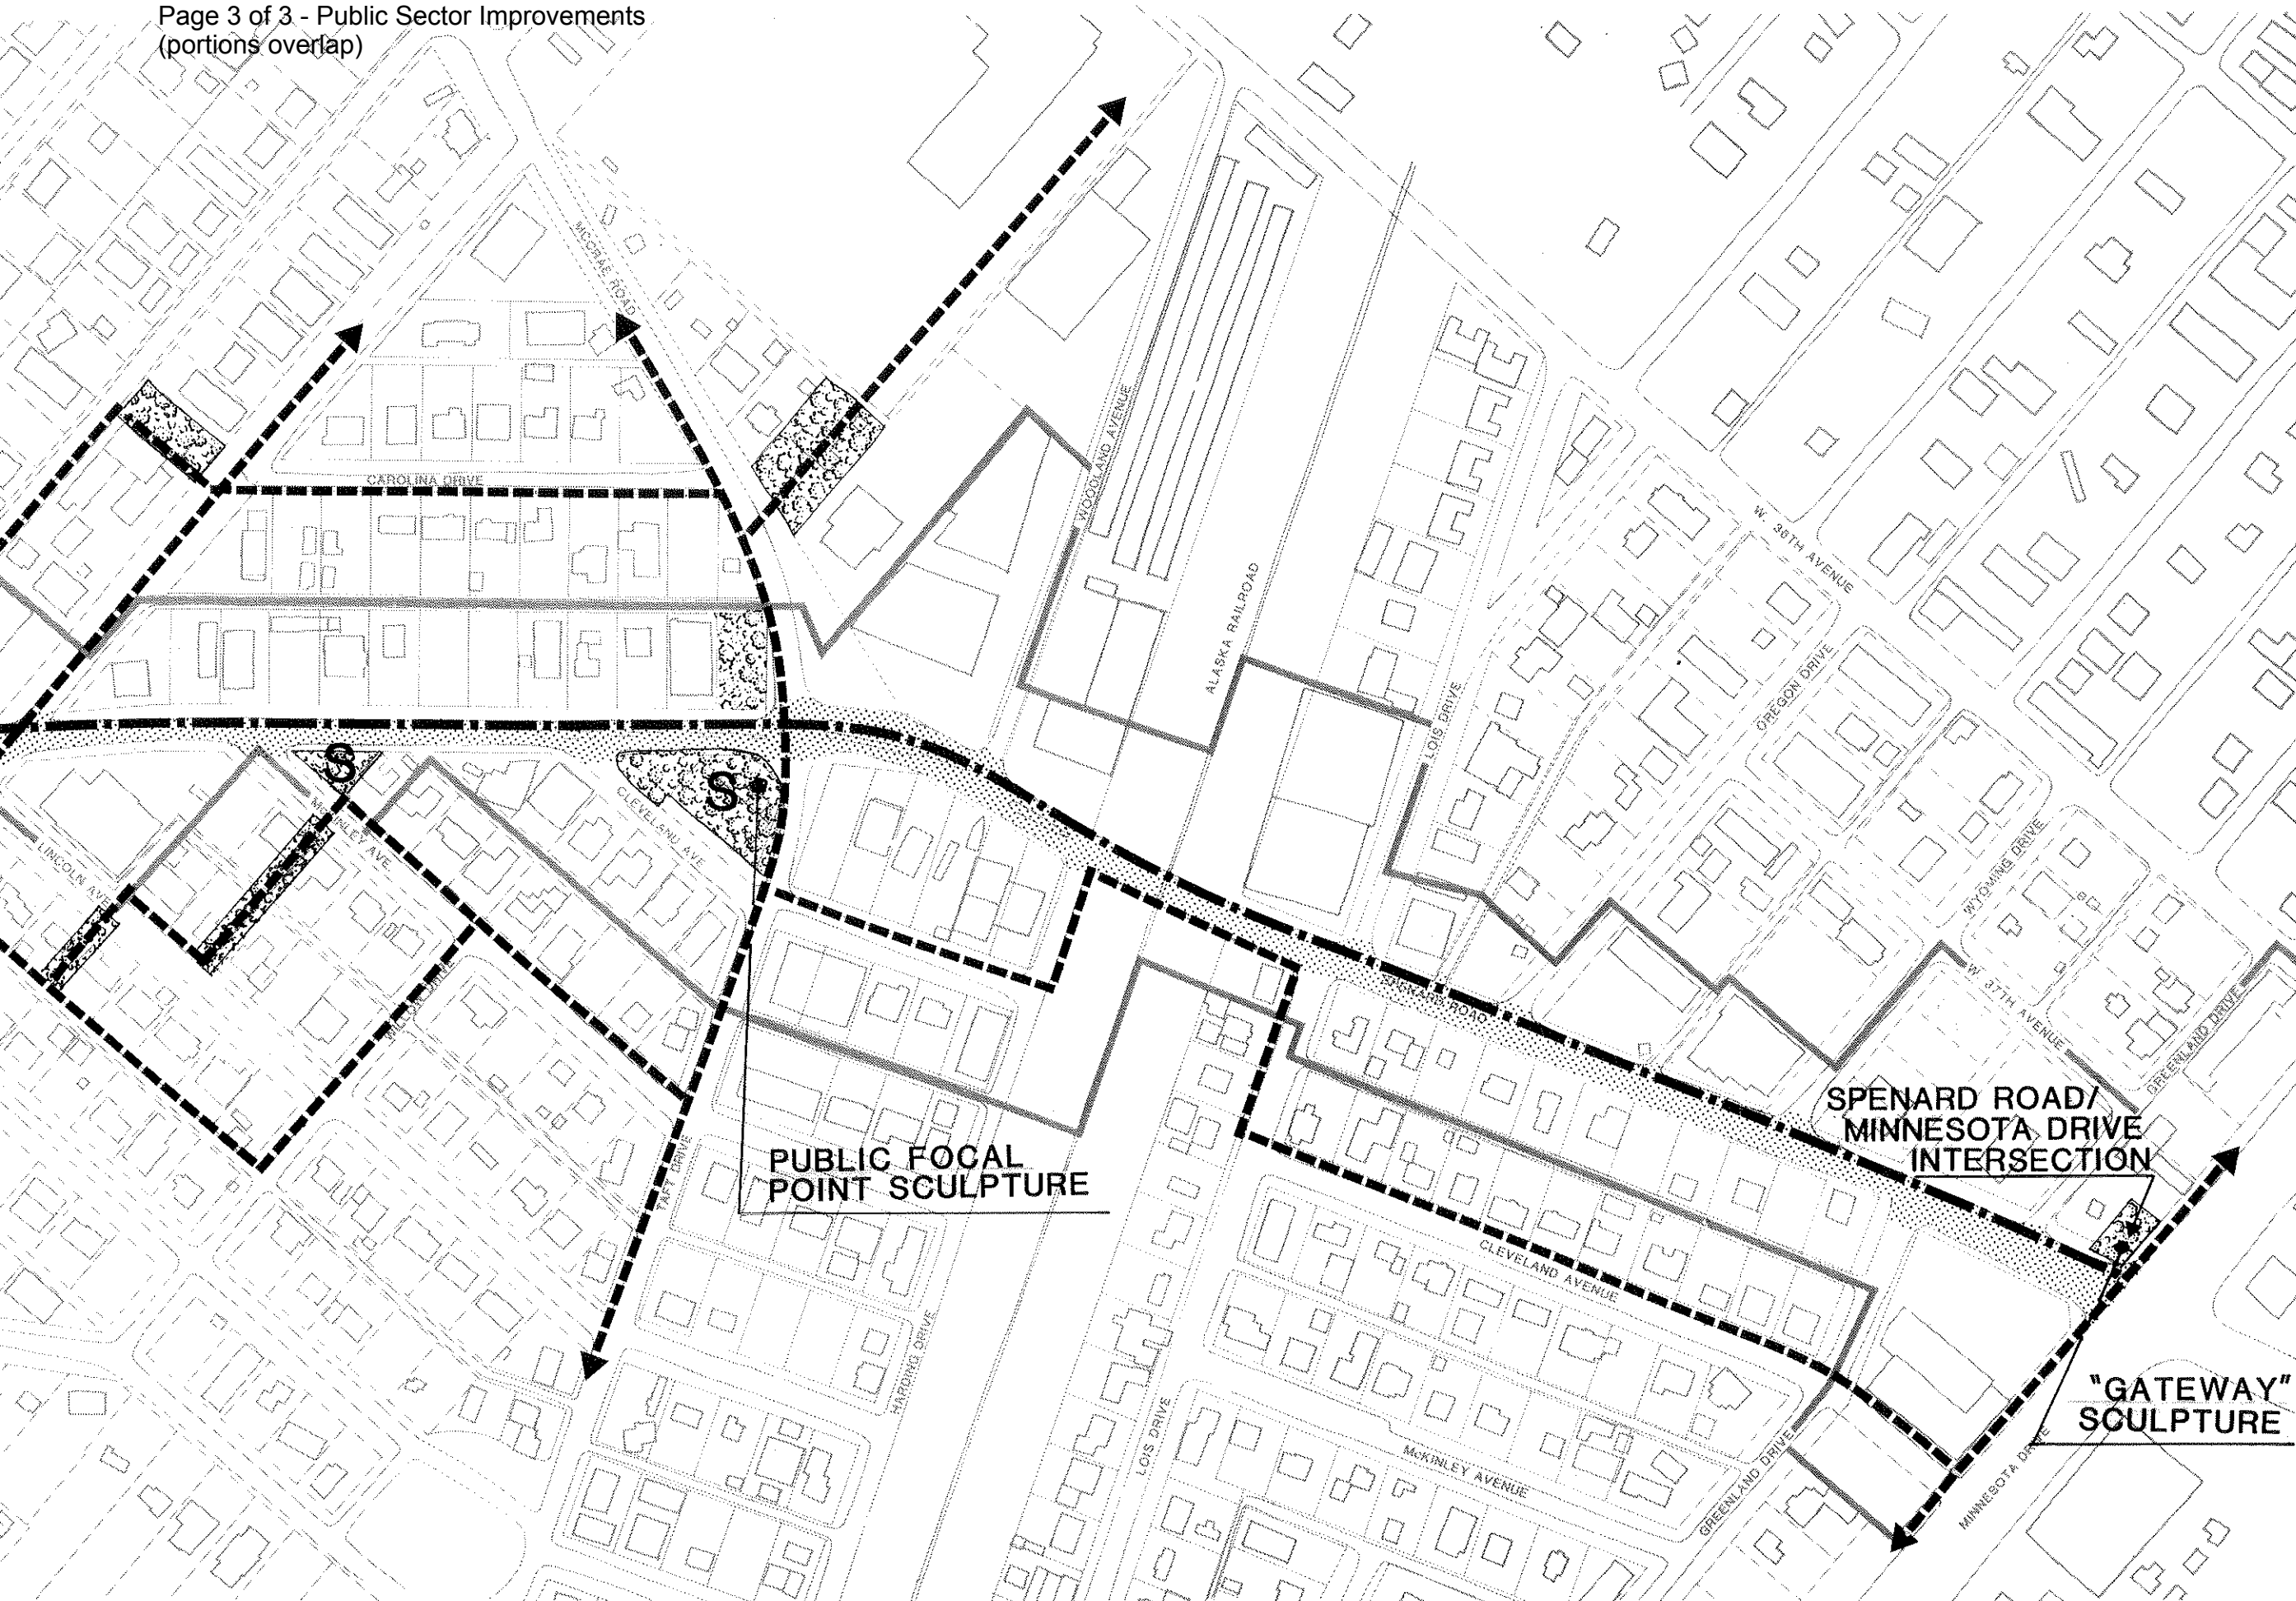 Page 3 of 3 - Public Sector Improvements
(portions overlap)
MCCRAE ROAD
CAROLINA DRIVE
WOODLAND AVENUE
ALASKA RAILROAD
W. 36TH AVENUE
OREGON DRIVE
LOIS DRIVE
WYOMING DRIVE
S
S
CLEVELAND AVE
LINCOLN AVE
W. 37TH AVENUE
GREENLAND DRIVE
SPENARD ROAD
SPENARD ROAD/
MINNESOTA DRIVE
INTERSECTION
PUBLIC FOCAL
POINT SCULPTURE
TAFT DRIVE
CLEVELAND AVENUE
HARDING DRIVE
LOIS DRIVE
McKINLEY AVENUE
GREENLAND DRIVE
MINNESOTA DRIVE
"GATEWAY"
SCULPTURE